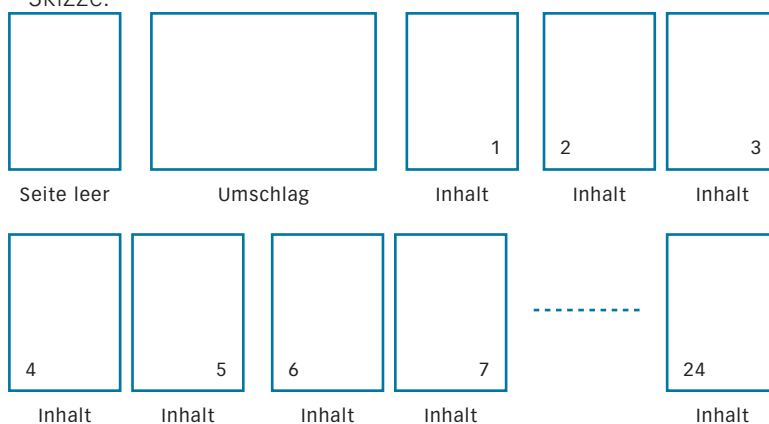 Skizze:
1 2 3
Seite leer Umschlag Inhalt Inhalt Inhalt
4 5 6 7 24
Inhalt Inhalt Inhalt Inhalt Inhalt